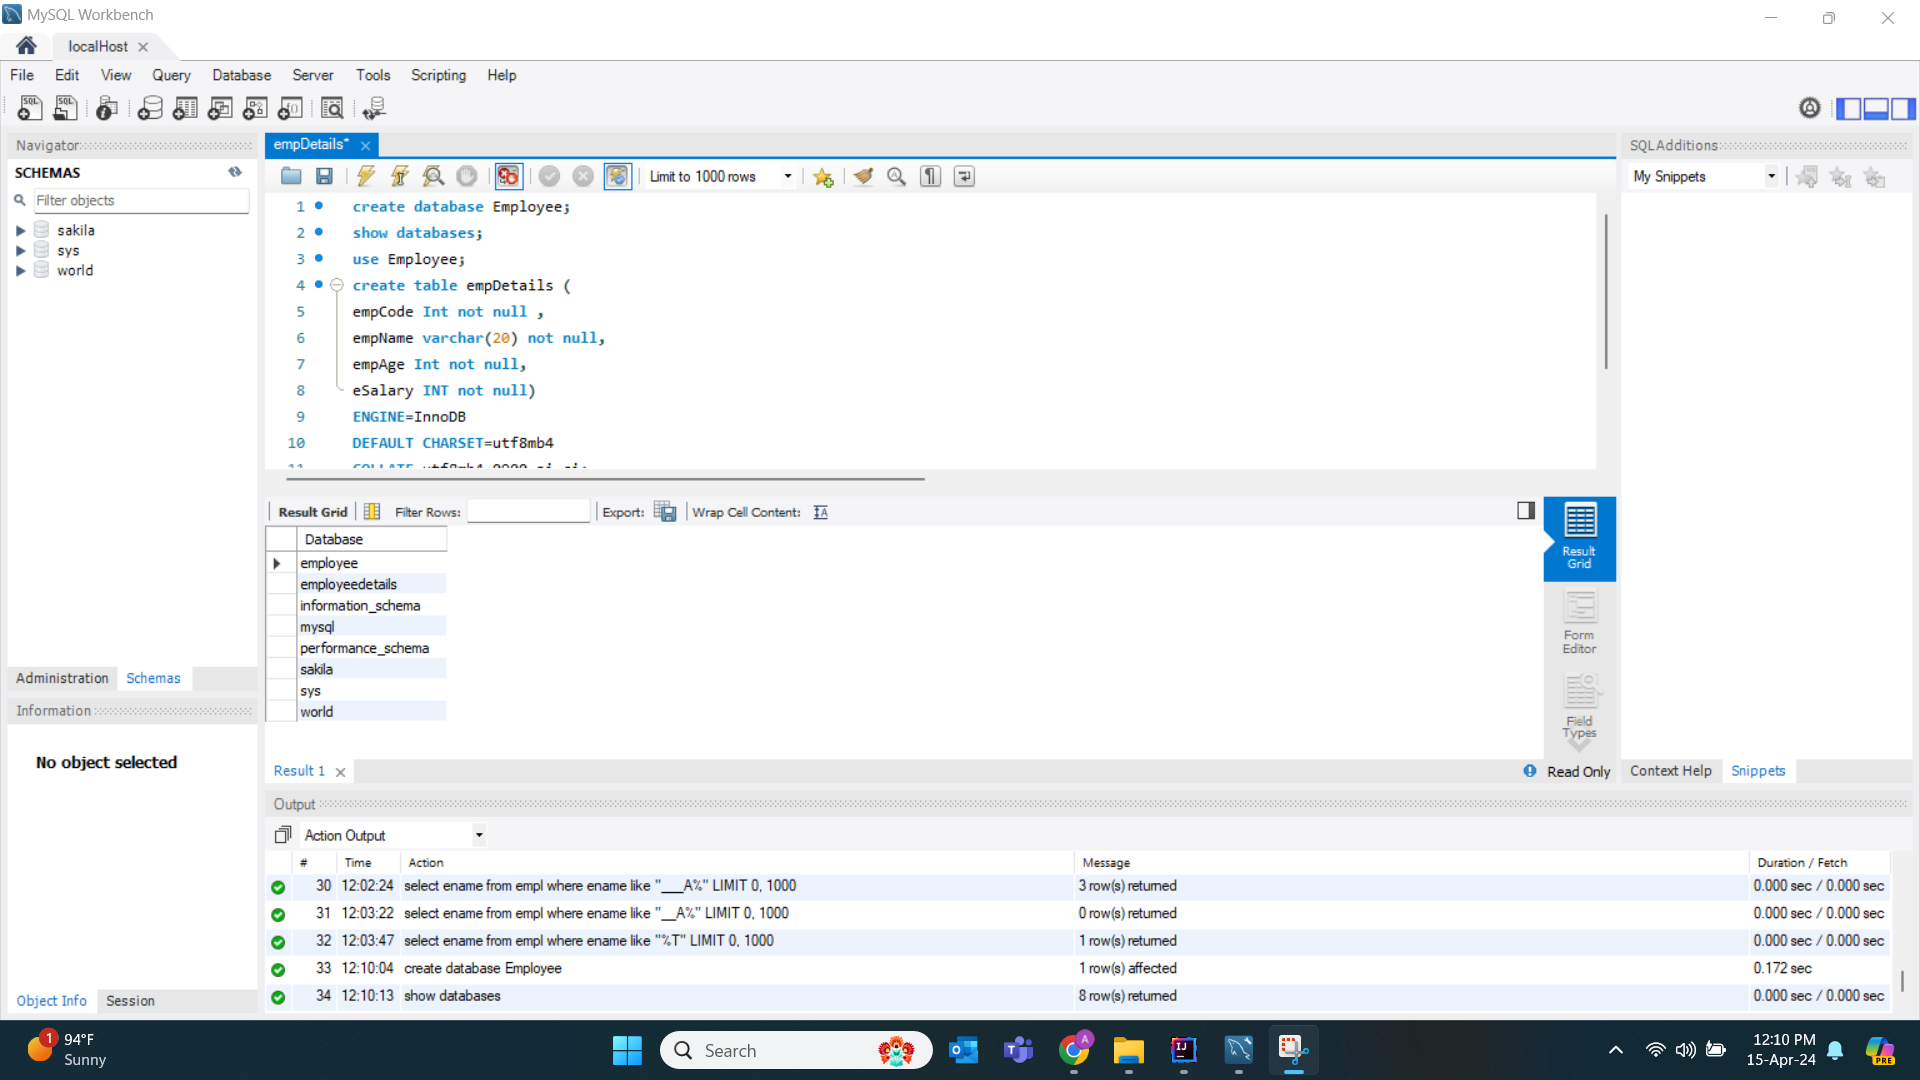 MySQL Workbench
localHost
File Edit View Query Database Server Tools Scripting Help
Navigator
SCHEMAS
Filter objects
sakila
sys
world
Administration Schemas
Information
No object selected
Object Info Session
empDetails*
Limit to 1000 rows
1 create database Employee;
2 show databases;
3 use Employee;
4 create table empDetails (
5 empCode Int not null ,
6 empName varchar(20) not null,
7 empAge Int not null,
8 eSalary INT not null)
9 ENGINE=InnoDB
10 DEFAULT CHARSET=utf8mb4
11 COLLATE utf8mb4_0900_ai_ci;
Result Grid Filter Rows: Export: Wrap Cell Content:
Database
employee
employeedetails
information_schema
mysql
performance_schema
sakila
sys
world
Result Grid
Form Editor
Field Types
Result 1
Read Only
SQLAdditions
My Snippets
Context Help Snippets
Output
Action Output
# Time Action Message Duration / Fetch
30 12:02:24 select ename from empl where ename like "___A%" LIMIT 0, 1000 3 row(s) returned 0.000 sec / 0.000 sec
31 12:03:22 select ename from empl where ename like "__A%" LIMIT 0, 1000 0 row(s) returned 0.000 sec / 0.000 sec
32 12:03:47 select ename from empl where ename like "%T" LIMIT 0, 1000 1 row(s) returned 0.000 sec / 0.000 sec
33 12:10:04 create database Employee 1 row(s) affected 0.172 sec
34 12:10:13 show databases 8 row(s) returned 0.000 sec / 0.000 sec
1
94°F
Sunny
Search
A
IJ
PRE
12:10 PM
15-Apr-24